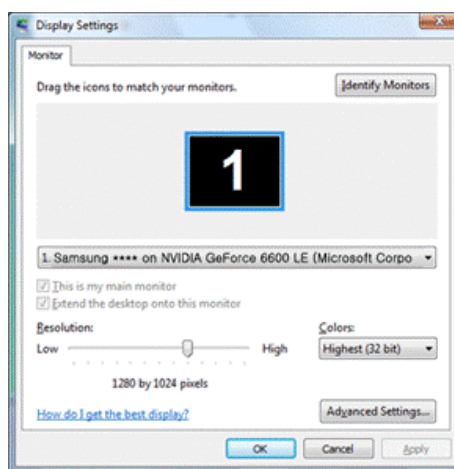 Display Settings
Monitor
Drag the icons to match your monitors.
Identify Monitors
1
1. Samsung **** on NVIDIA GeForce 6600 LE (Microsoft Corpo
This is my main monitor
Extend the desktop onto this monitor
Resolution:
Colors:
Low
High
Highest (32 bit)
1280 by 1024 pixels
How do I get the best display?
Advanced Settings...
OK
Cancel
Apply